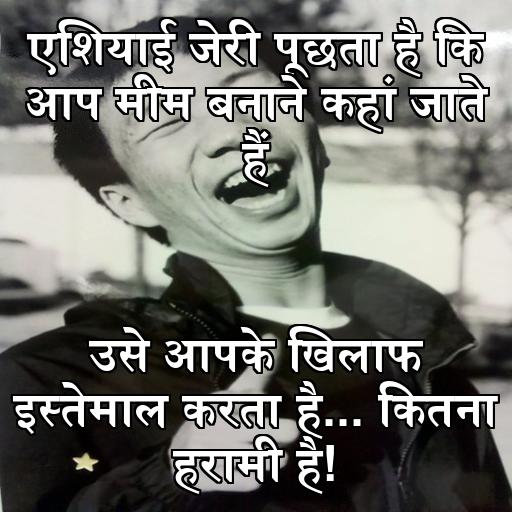 एशियाई जेरी पूछता है कि
आप मीम बनाने कहां जाते
हैं
उसे आपके खिलाफ
इस्तेमाल करता है... कितना
हरामी है!